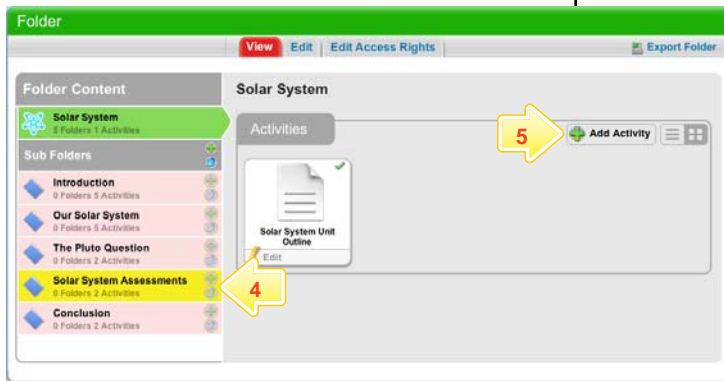 Folder
View Edit Edit Access Rights Export Folder
Folder Content
Solar System
5 Folders 1 Activities
Sub Folders
Introduction
0 Folders 5 Activities
Our Solar System
0 Folders 5 Activities
The Pluto Question
0 Folders 2 Activities
Solar System Assessments
0 Folders 2 Activities
Conclusion
0 Folders 2 Activities
4
Solar System
Activities
5
Add Activity
Solar System Unit
Outline
Edit